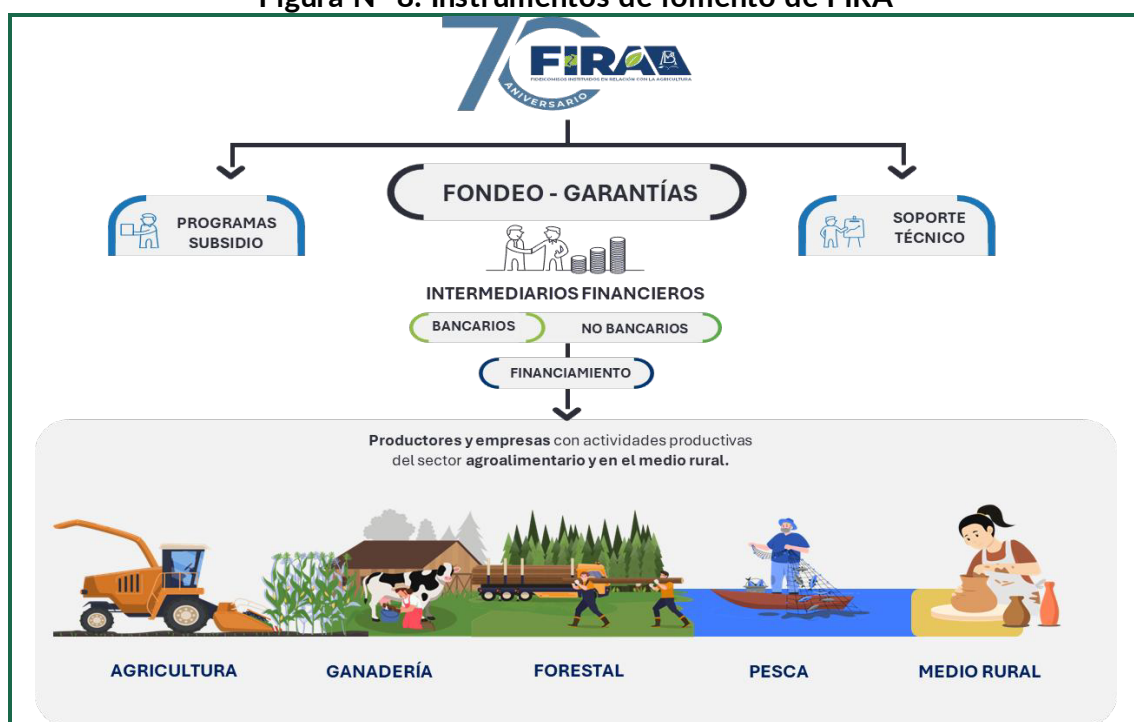 Figura N° 8. Instrumentos de fomento de FIRA
70
FIRA
FIDEICOMISOS INSTITUIDOS EN RELACIÓN CON LA AGRICULTURA
ANIVERSARIO
PROGRAMAS
SUBSIDIO
FONDEO - GARANTÍAS
SOPORTE
TÉCNICO
INTERMEDIARIOS FINANCIEROS
BANCARIOS
NO BANCARIOS
FINANCIAMIENTO
Productores y empresas con actividades productivas
del sector agroalimentario y en el medio rural.
AGRICULTURA
GANADERÍA
FORESTAL
PESCA
MEDIO RURAL